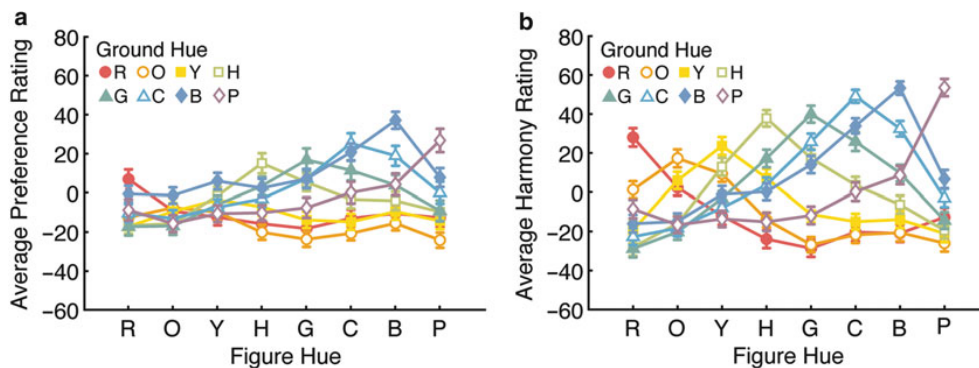 a
Average Preference Rating
80
60
40
20
0
−20
−40
−60
Ground Hue
R O Y H
G C B P
R O Y H G C B P
Figure Hue
b
Average Harmony Rating
80
60
40
20
0
−20
−40
−60
Ground Hue
R O Y H
G C B P
R O Y H G C B P
Figure Hue